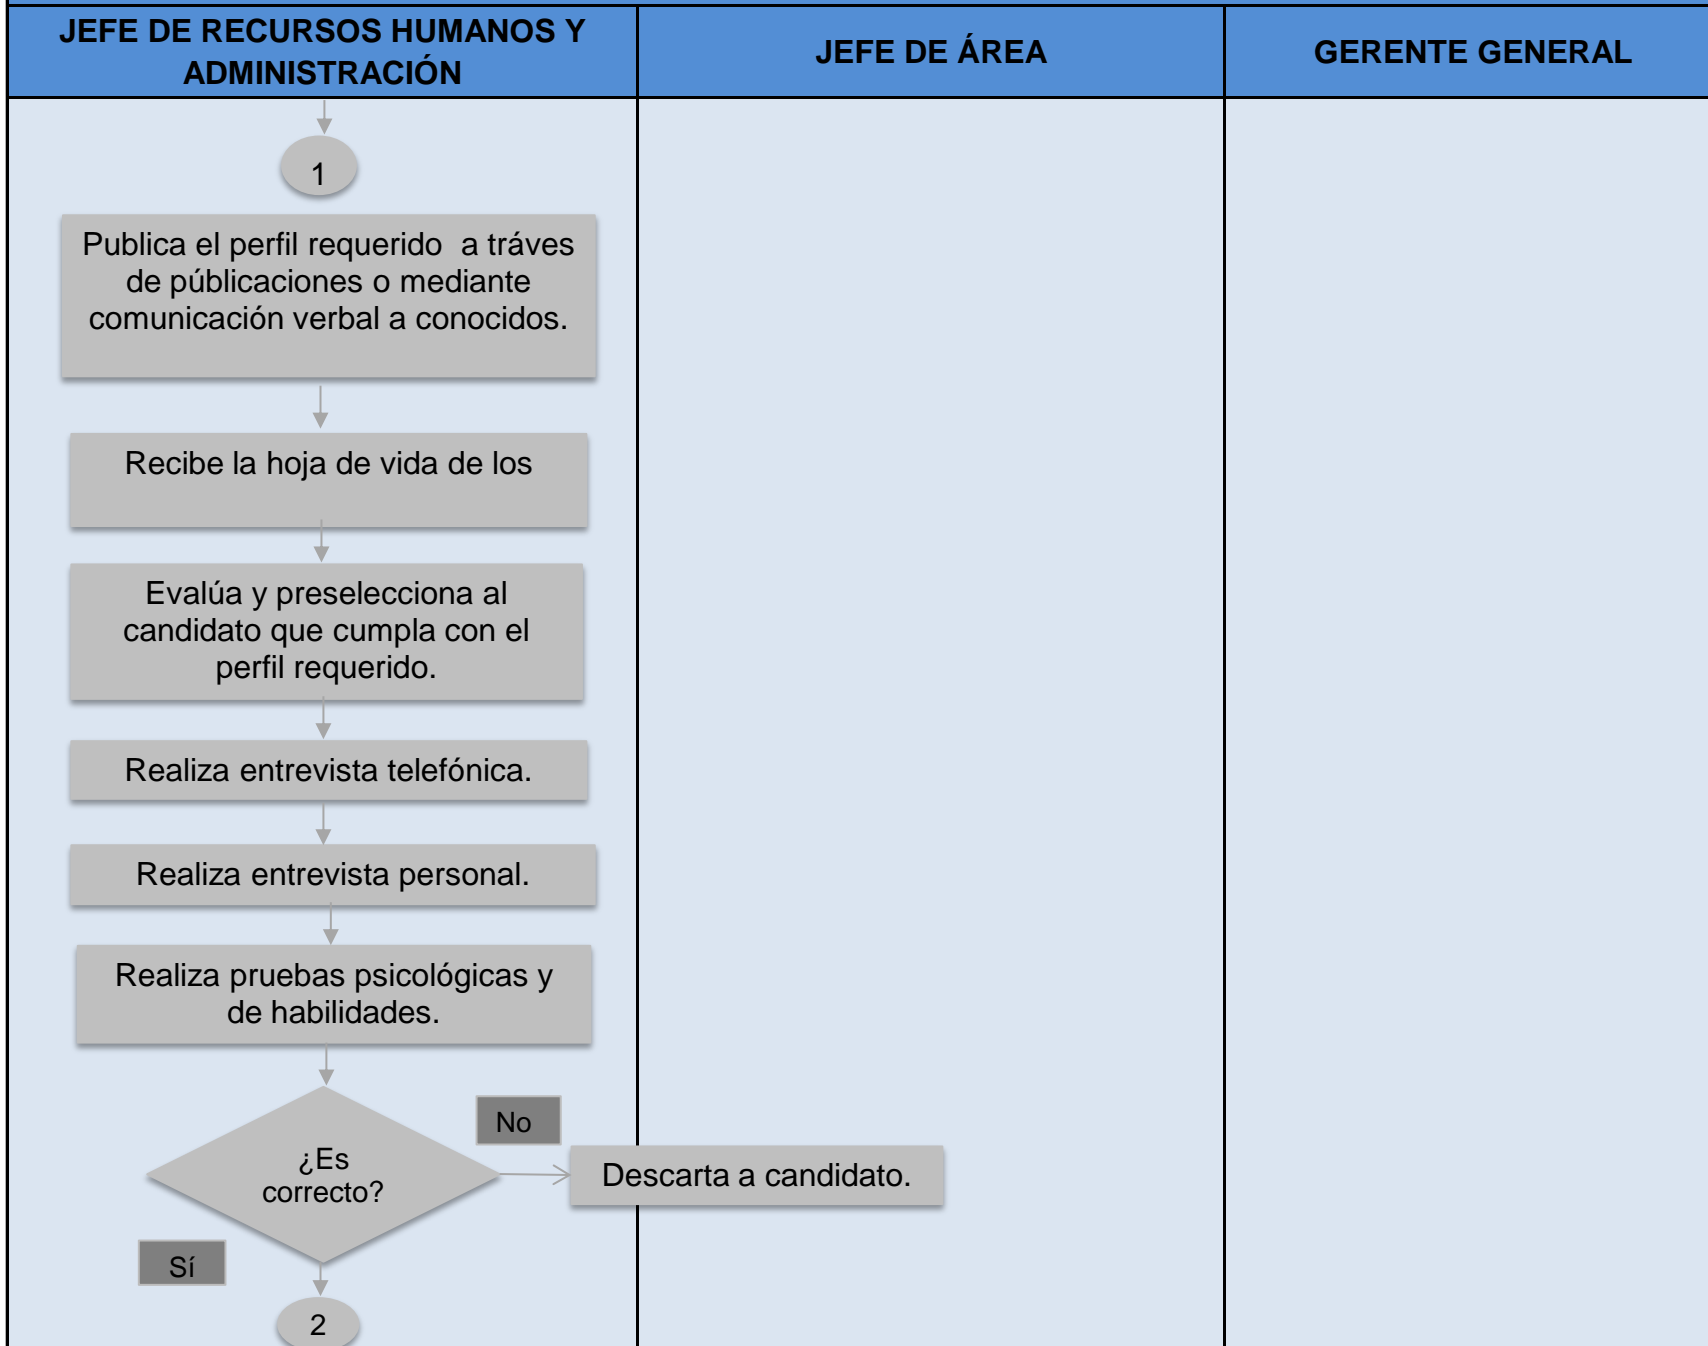 JEFE DE RECURSOS HUMANOS Y
ADMINISTRACIÓN
JEFE DE ÁREA
GERENTE GENERAL
1
Publica el perfil requerido  a tráves
de públicaciones o mediante
comunicación verbal a conocidos.
Recibe la hoja de vida de los
Evalúa y preselecciona al
candidato que cumpla con el
perfil requerido.
Realiza entrevista telefónica.
Realiza entrevista personal.
Realiza pruebas psicológicas y
de habilidades.
No
¿Es
correcto?
Descarta a candidato.
Sí
2